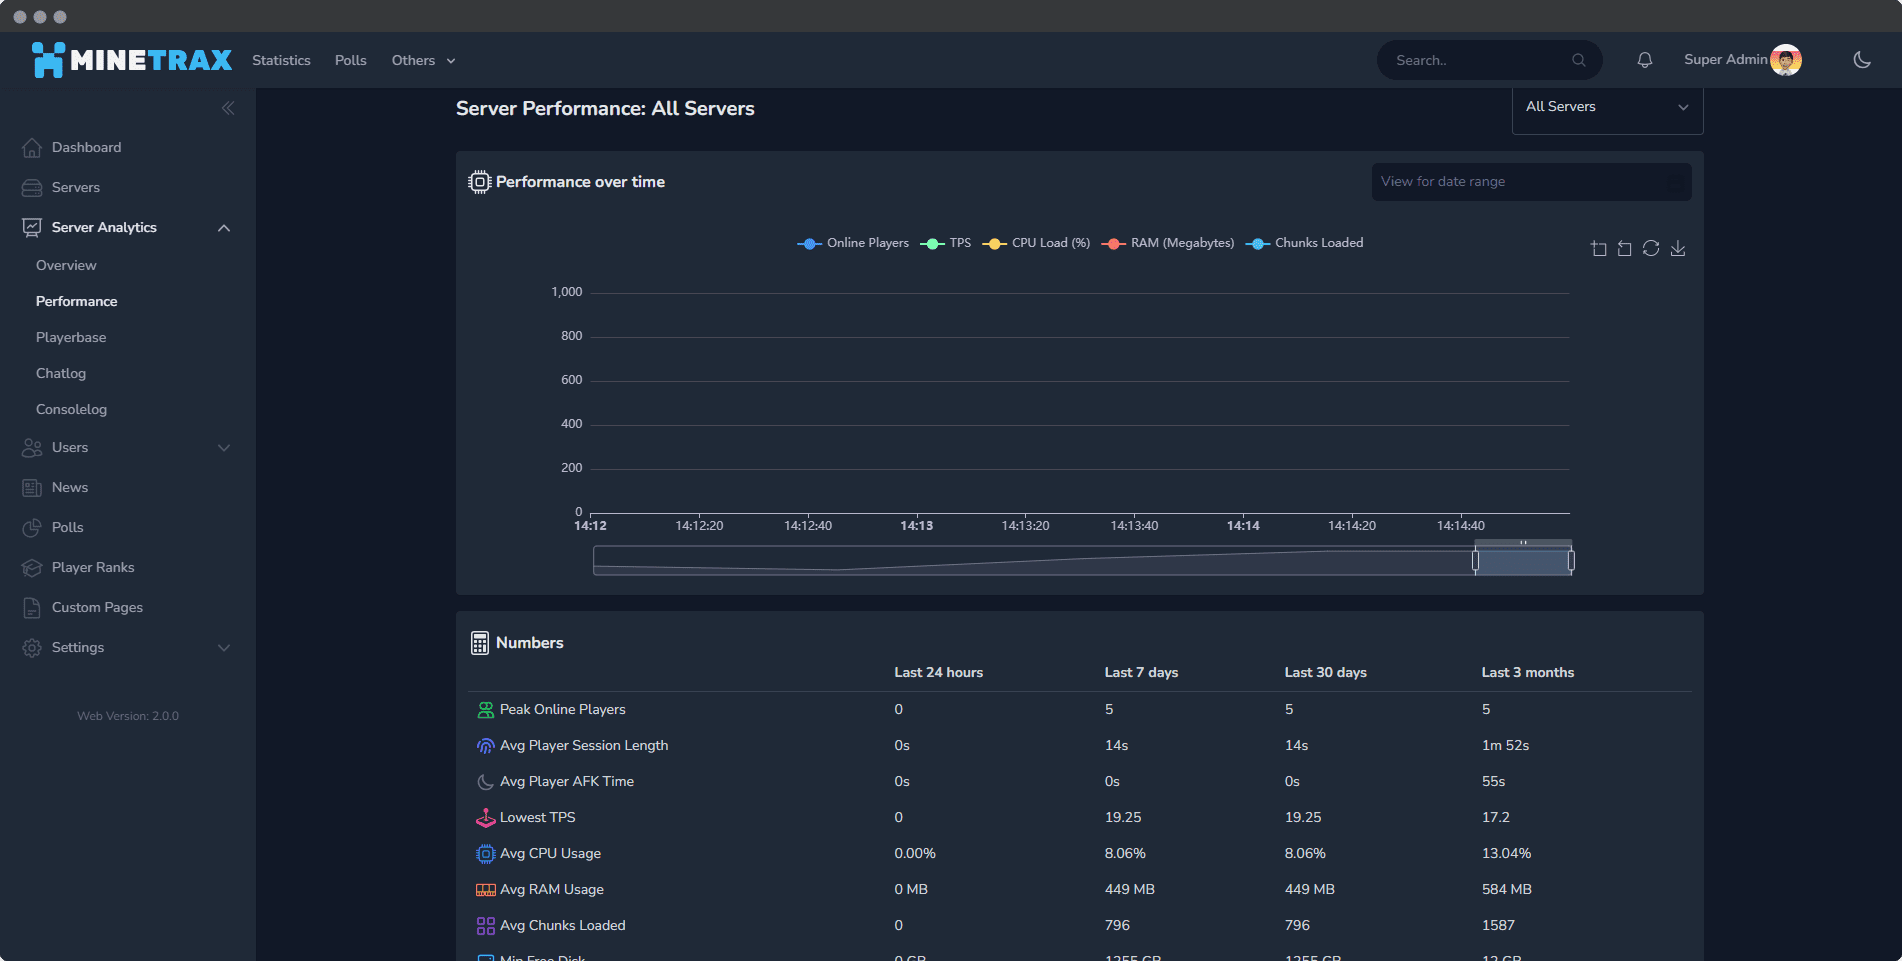 MINETRAX Statistics Polls Others Search.. Super Admin
Server Performance: All Servers All Servers
Dashboard
Servers
Server Analytics
Overview
Performance
Playerbase
Chatlog
Consolelog
Users
News
Polls
Player Ranks
Custom Pages
Settings
Web Version: 2.0.0
Performance over time View for date range
Online Players TPS CPU Load (%) RAM (Megabytes) Chunks Loaded
1,000
800
600
400
200
0
14:12 14:12:20 14:12:40 14:13 14:13:20 14:13:40 14:14 14:14:20 14:14:40
Numbers
Last 24 hours Last 7 days Last 30 days Last 3 months
Peak Online Players 0 5 5 5
Avg Player Session Length 0s 14s 14s 1m 52s
Avg Player AFK Time 0s 0s 0s 55s
Lowest TPS 0 19.25 19.25 17.2
Avg CPU Usage 0.00% 8.06% 8.06% 13.04%
Avg RAM Usage 0 MB 449 MB 449 MB 584 MB
Avg Chunks Loaded 0 796 796 1587
Min Free Disk 0 GB 1255 GB 1255 GB 12 GB